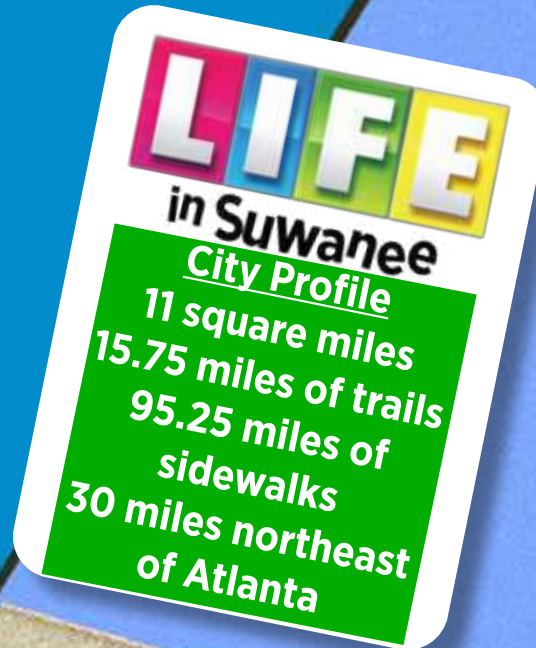 LIFE
in Suwanee
City Profile
11 square miles
15.75 miles of trails
95.25 miles of
sidewalks
30 miles northeast
of Atlanta